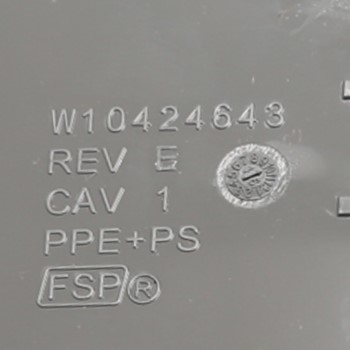 W10424643
REV E
CAV 1
PPE+PS
FSP®